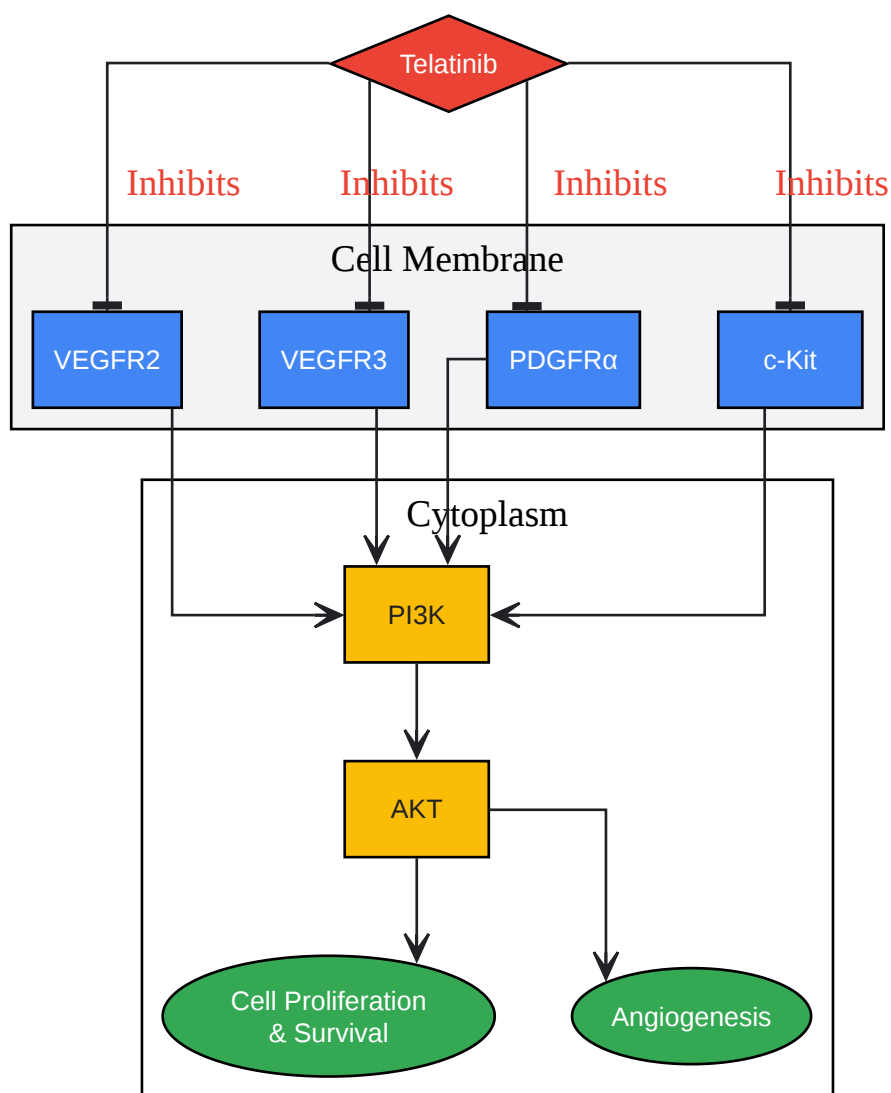 Telatinib
Inhibits
Inhibits
Inhibits
Inhibits
Cell Membrane
VEGFR2
VEGFR3
PDGFRα
c-Kit
Cytoplasm
PI3K
AKT
Cell Proliferation
& Survival
Angiogenesis